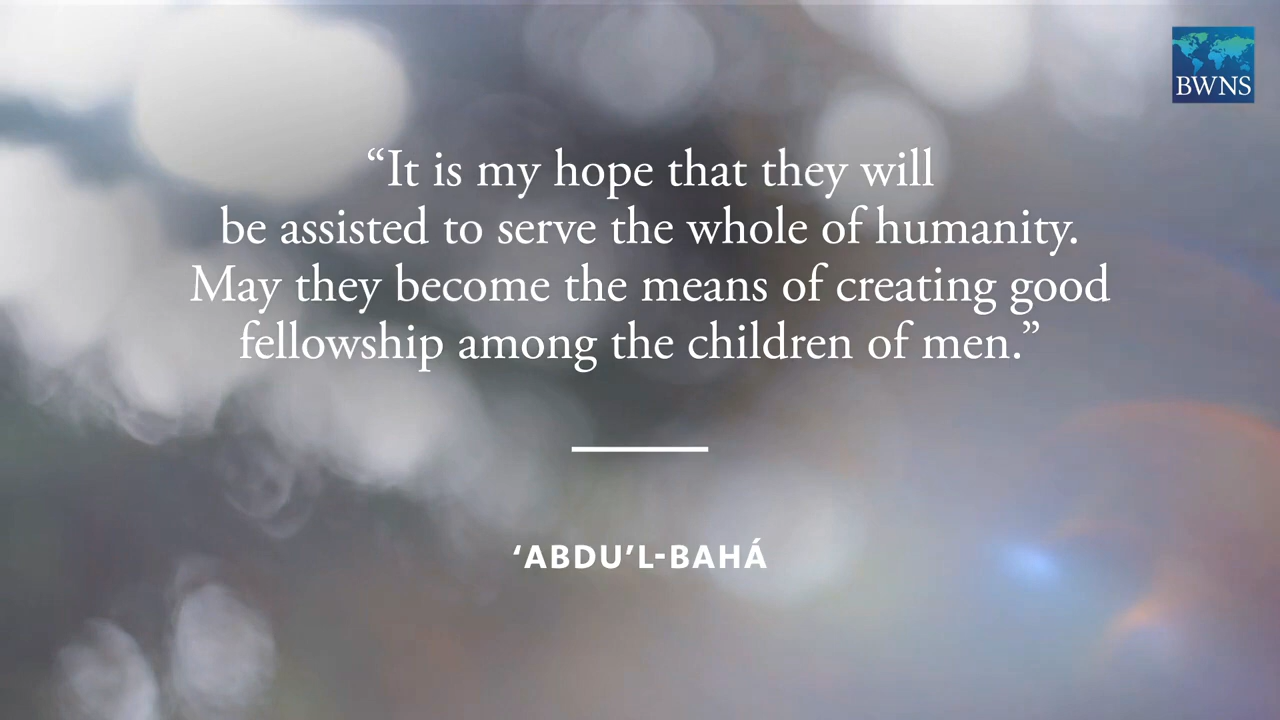 BWNS
“It is my hope that they will
be assisted to serve the whole of humanity.
May they become the means of creating good
fellowship among the children of men.”
‘ABDU’L-BAHÁ